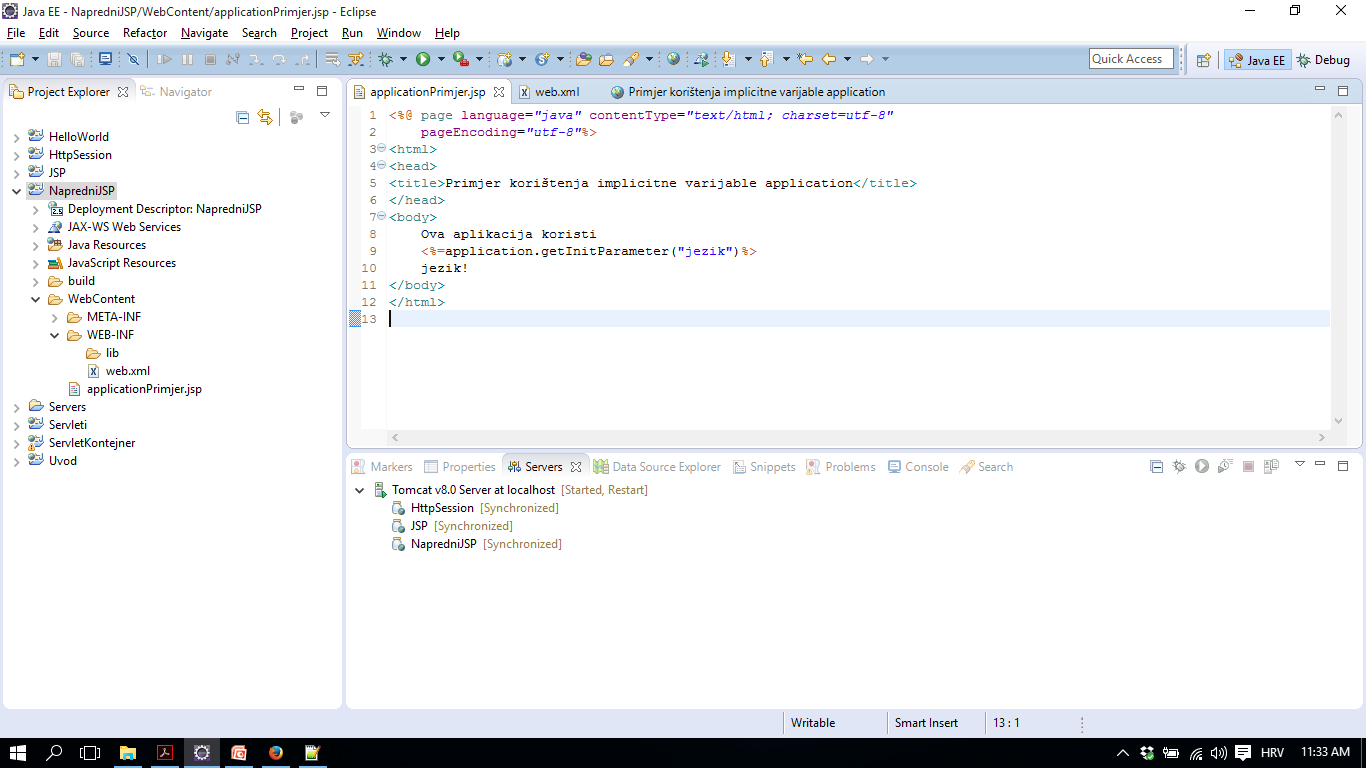 Java EE - NapredniJSP/WebContent/applicationPrimjer.jsp - Eclipse
File Edit Source Refactor Navigate Search Project Run Window Help
Quick Access Java EE Debug
Project Explorer Navigator
HelloWorld
HttpSession
JSP
NapredniJSP
Deployment Descriptor: NapredniJSP
JAX-WS Web Services
Java Resources
JavaScript Resources
build
WebContent
META-INF
WEB-INF
lib
web.xml
applicationPrimjer.jsp
Servers
Servleti
ServletKontejner
Uvod
applicationPrimjer.jsp web.xml Primjer korištenja implicitne varijable application
1 <%@ page language="java" contentType="text/html; charset=utf-8"
2 pageEncoding="utf-8"%>
3 <html>
4 <head>
5 <title>Primjer korištenja implicitne varijable application</title>
6 </head>
7 <body>
8 Ova aplikacija koristi
9 <%=application.getInitParameter("jezik")%>
10 jezik!
11 </body>
12 </html>
13
Markers Properties Servers Data Source Explorer Snippets Problems Console Search
Tomcat v8.0 Server at localhost [Started, Restart]
HttpSession [Synchronized]
JSP [Synchronized]
NapredniJSP [Synchronized]
Writable Smart Insert 13 : 1
HRV 11:33 AM